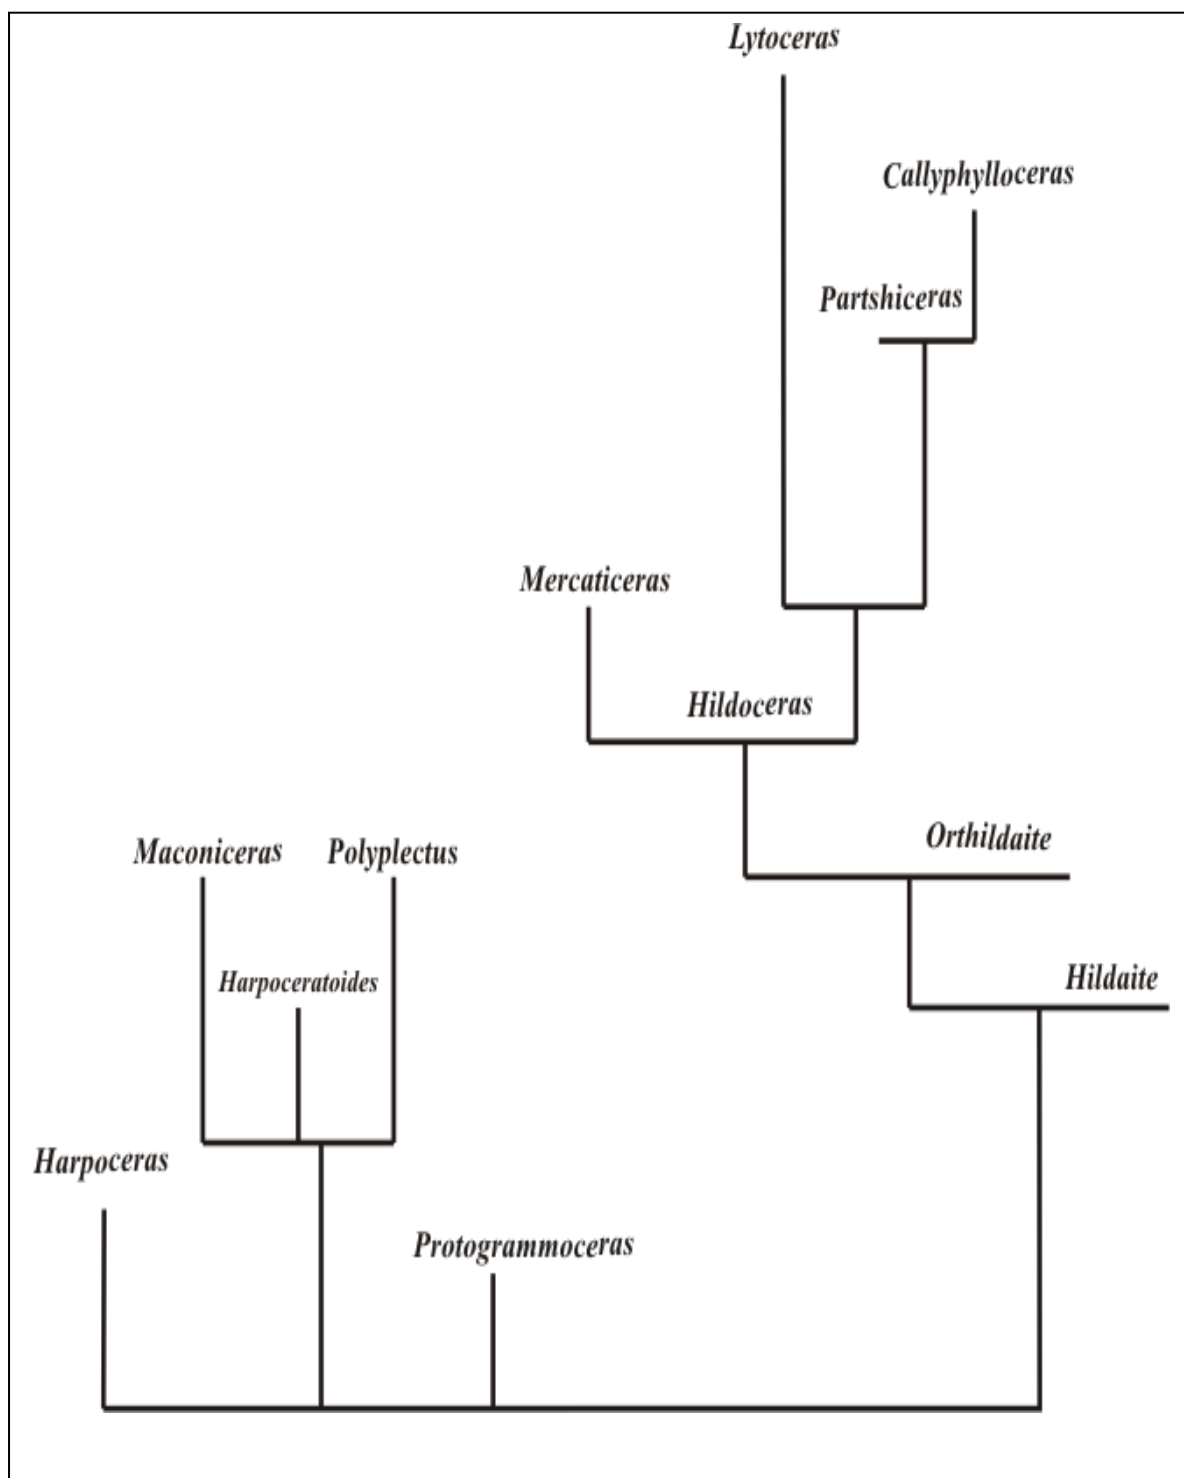 Lytoceras
Callyphylloceras
Partshiceras
Mercaticeras
Hildoceras
Orthildaite
Maconiceras
Polyplectus
Hildaite
Harpoceratoides
Harpoceras
Protogrammoceras